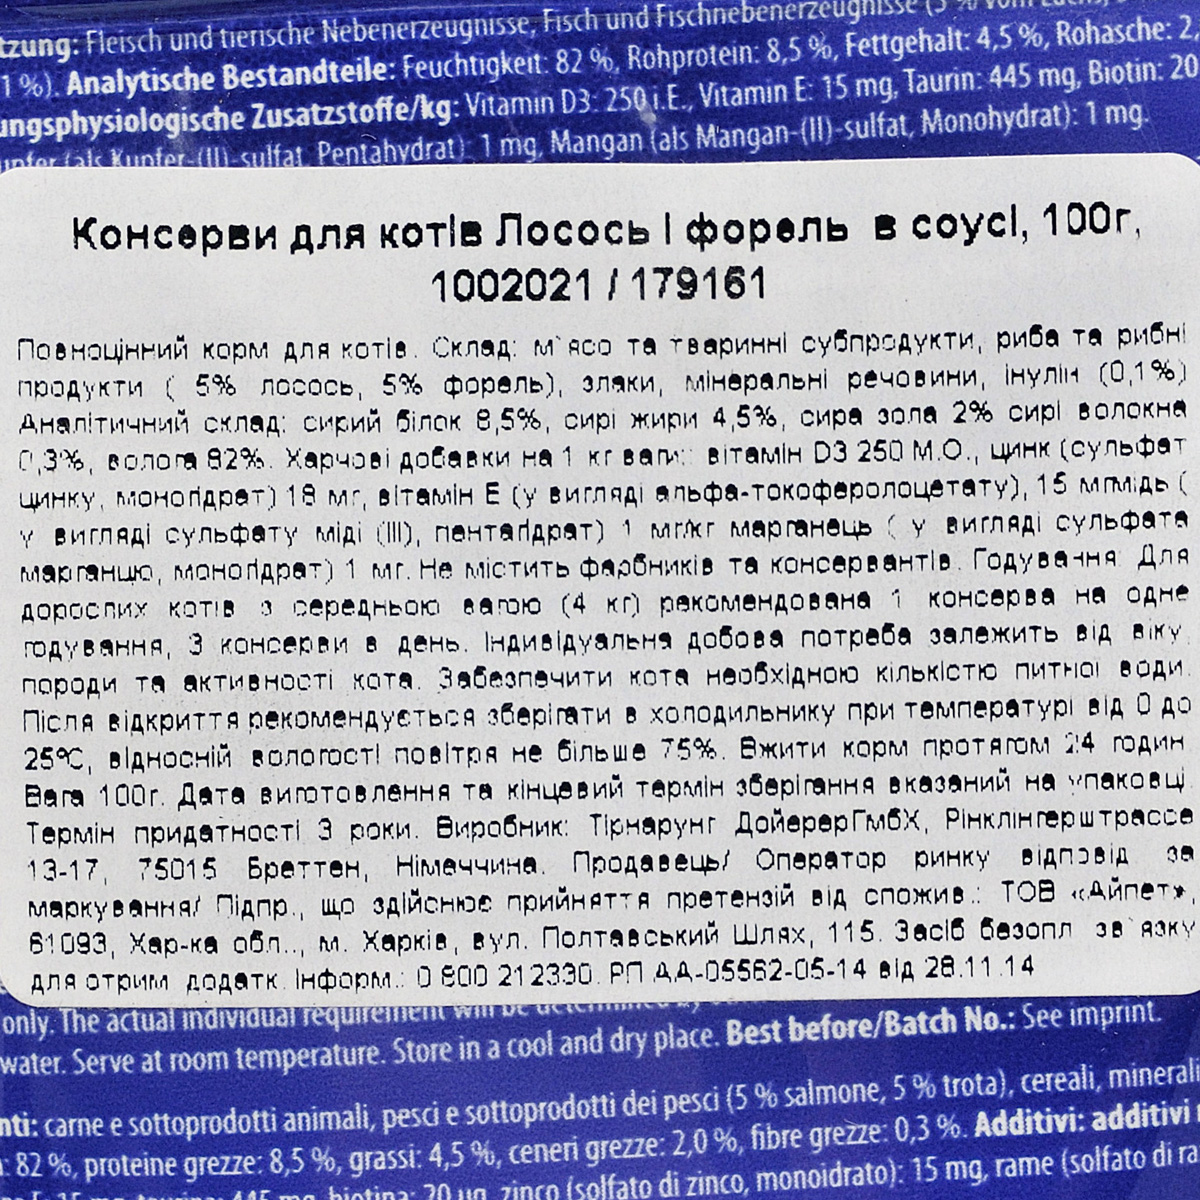 tzung: Fleisch und tierische Nebenerzeugnisse, Fisch und Fischnebenerzeugnisse (5 % vom Lachs,
1 %). Analytische Bestandteile: Feuchtigkeit: 82 %, Rohprotein: 8,5 %, Fettgehalt: 4,5 %, Rohasche: 2,
ungsphysiologische Zusatzstoffe/kg: Vitamin D3: 250 i.E., Vitamin E: 15 mg, Taurin: 445 mg, Biotin: 20
upfer (als Kupfer-(II)-sulfat, Pentahydrat): 1 mg, Mangan (als Mangan-(II)-sulfat, Monohydrat): 1 mg.
Консерви для котів Лосось і форель в соусі, 100г,
1002021 / 179161
Повноцінний корм для котів. Склад: м`ясо та тваринні субпродукти, риба та рибні
продукти ( 5% лосось, 5% форель), злаки, мінеральні речовини, інулін (0,1%)
Аналітичний склад: сирий білок 8,5%, сирі жири 4,5%, сира зола 2% сирі волокна
0,3%, волога 82%. Харчові добавки на 1 кг ваги: вітамін D3 250 М.О., цинк (сульфат
цинку, моногідрат) 18 мг, вітамін Е (у вигляді альфа-токоферолоцетату), 15 мгмідь (
у вигляді сульфату міді (III), пентагідрат) 1 мг/кг марганець ( у вигляді сульфата
марганцю, моногідрат) 1 мг. Не містить фарбників та консервантів. Годування: Для
дорослих котів з середньою вагою (4 кг) рекомендована 1 консерва на одне
годування, 3 консерви в день. Індивідуальна добова потреба залежить від віку,
породи та активності кота. Забезпечити кота необхідною кількістю питної води.
Після відкриття рекомендується зберігати в холодильнику при температурі від 0 до
25ºС, відносній вологості повітря не більше 75%. Вжити корм протягом 24 годин.
Вага 100г. Дата виготовлення та кінцевий термін зберігання вказаний на упаковці.
Термін придатності 3 роки. Виробник: Тірнарунг ДойерерГмбХ, Рінклінгерштрассе
13-17, 75015 Бреттен, Німеччина. Продавець/ Оператор ринку відповід. за
маркування/ Підпр., що здійснює прийняття претензій від спожив.: ТОВ «Айпет»,
61093, Хар-ка обл.., м. Харків, вул. Полтавський Шлях, 115. Засіб безопл. зв`язку
для отрим. додатк. Інформ.: 0 800 212330. РП АА-05562-05-14 від 28.11.14
only. The actual individual requirement will be determined by
water. Serve at room temperature. Store in a cool and dry place. Best before/Batch No.: See imprint.
nti: carne e sottoprodotti animali, pesci e sottoprodotti dei pesci (5 % salmone, 5 % trota), cereali, minerali
: 82 %, proteine grezze: 8,5 %, grassi: 4,5 %, ceneri grezze: 2,0 %, fibre grezze: 0,3 %. Additivi: additivi
E: 15 mg, taurina: 445 mg, biotina: 20 µg, zinco (solfato di zinco, monoidrato): 15 mg, rame (solfato di ra